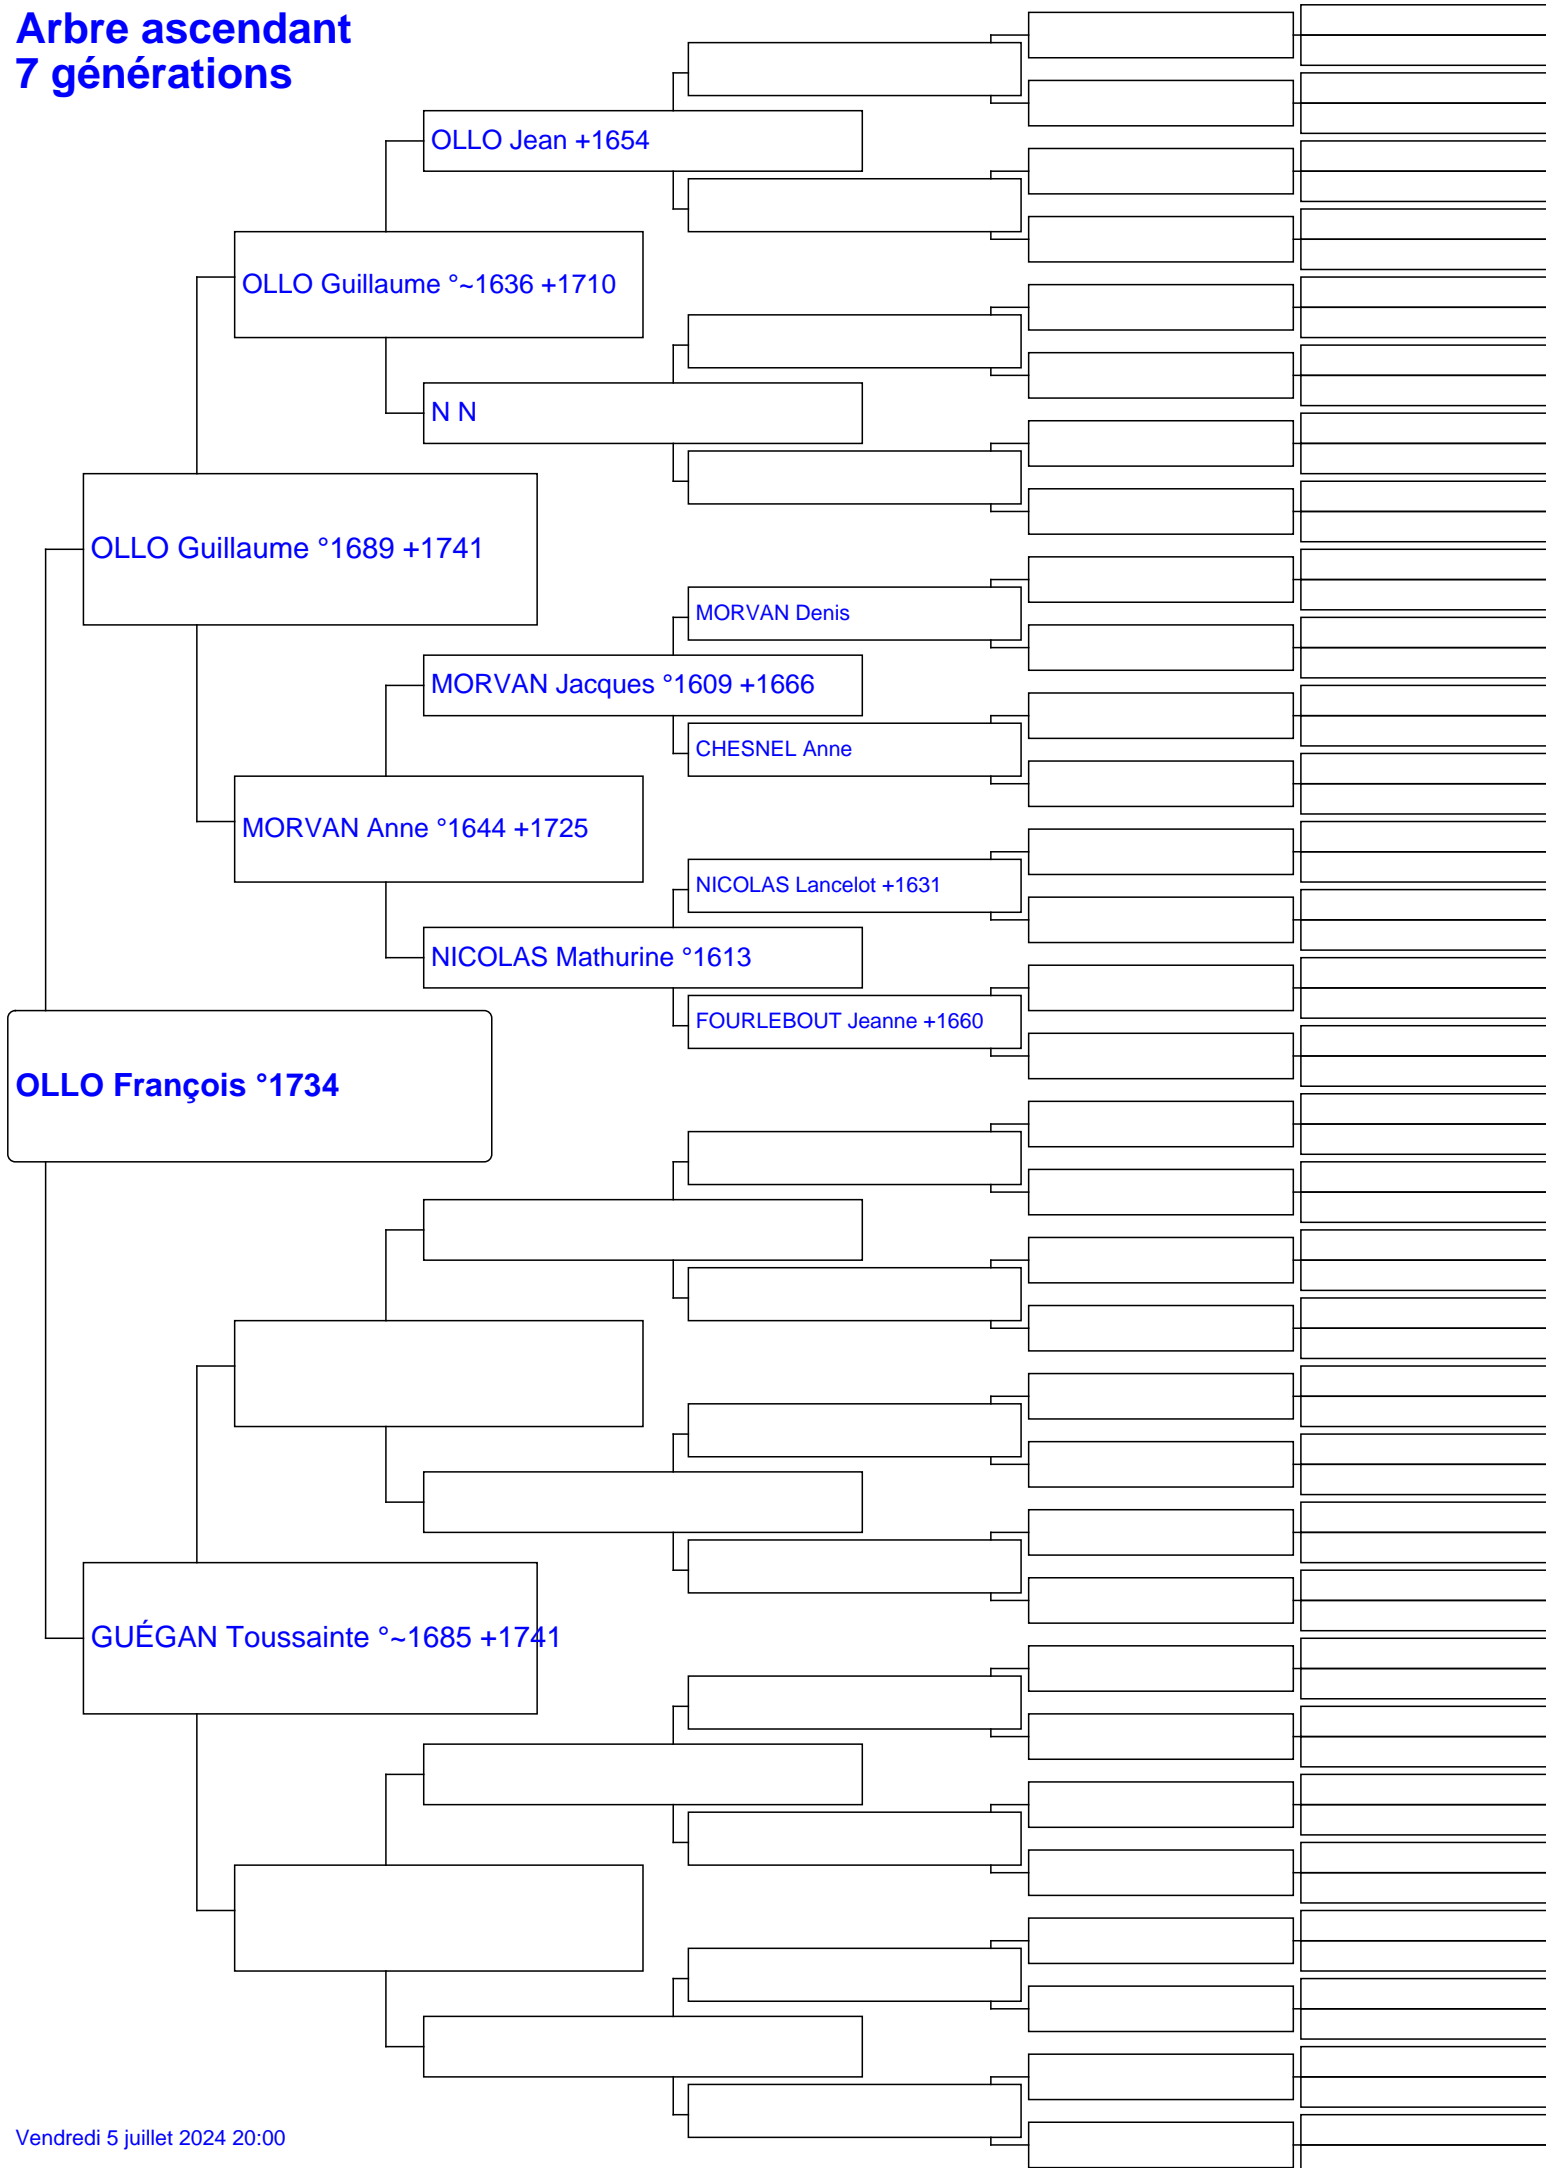 Arbre ascendant
7 générations
OLLO Jean +1654
OLLO Guillaume °~1636 +1710
N N
OLLO Guillaume °1689 +1741
MORVAN Denis
MORVAN Jacques °1609 +1666
CHESNEL Anne
MORVAN Anne °1644 +1725
NICOLAS Lancelot +1631
NICOLAS Mathurine °1613
FOURLEBOUT Jeanne +1660
OLLO François °1734
GUÉGAN Toussainte °~1685 +1741
Vendredi 5 juillet 2024 20:00